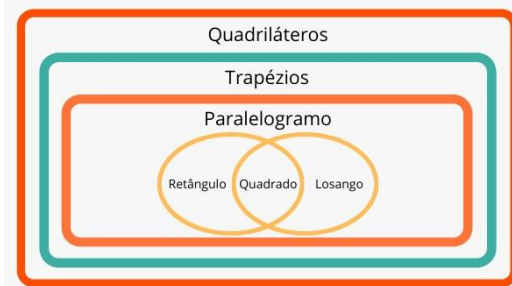 Quadriláteros
Trapézios
Paralelogramo
Retângulo Quadrado Losango